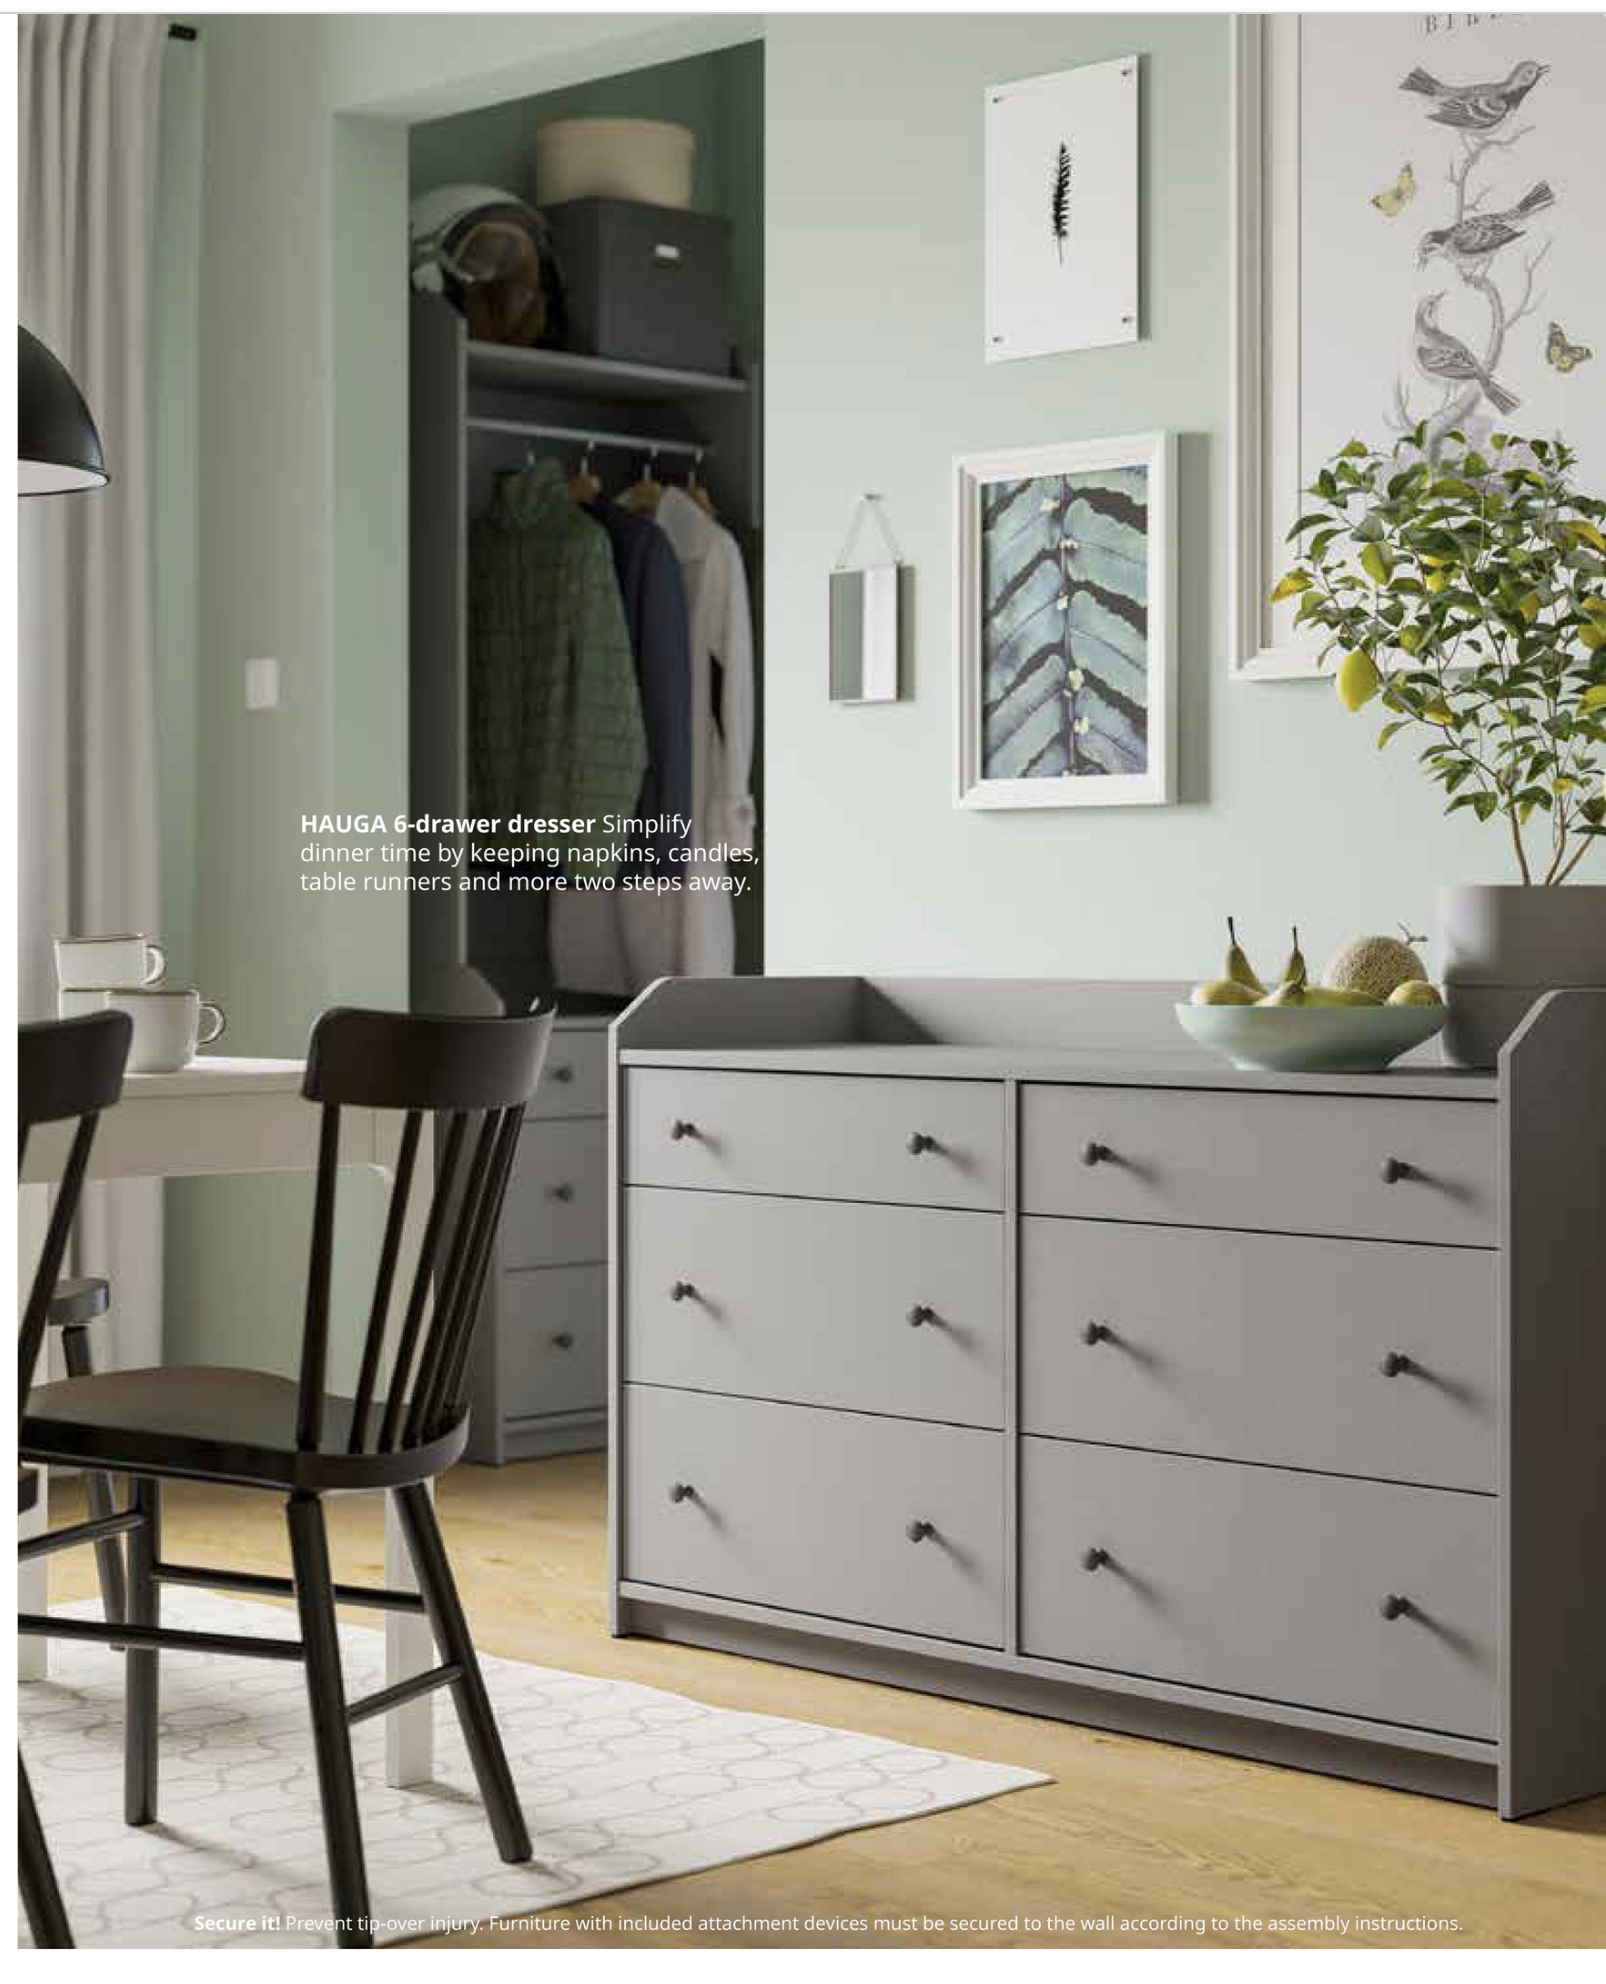 HAUGA 6-drawer dresser Simplify
dinner time by keeping napkins, candles,
table runners and more two steps away.
Secure it! Prevent tip-over injury. Furniture with included attachment devices must be secured to the wall according to the assembly instructions.